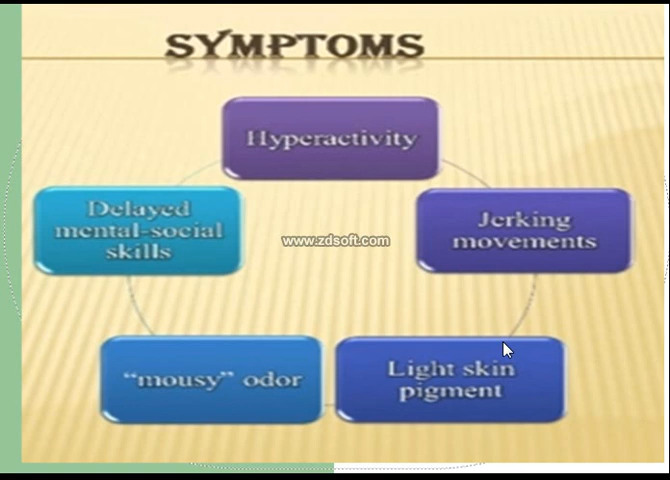 SYMPTOMS
Hyperactivity
Jerking
movements
Light skin
pigment
"mousy" odor
Delayed
mental-social
skills
www.zdsoft.com